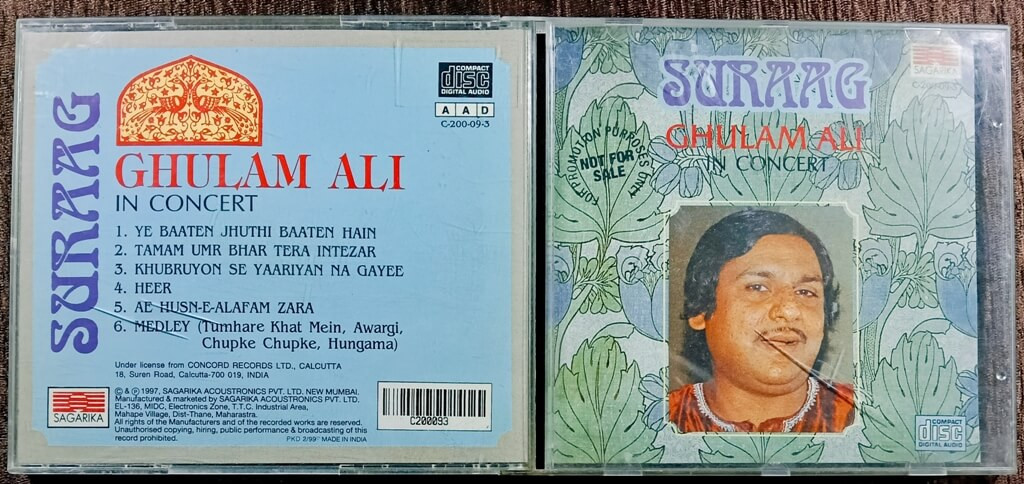 SURAAG
COMPACT
disc
DIGITAL AUDIO
A A D
C-200-09-3
GHULAM ALI
IN CONCERT
1. YE BAATEN JHUTHI BAATEN HAIN
2. TAMAM UMR BHAR TERA INTEZAR
3. KHUBRUYON SE YAARIYAN NA GAYEE
4. HEER
5. AE HUSN-E-ALAFAM ZARA
6. MEDLEY (Tumhare Khat Mein, Awargi,
Chupke Chupke, Hungama)
Under license from CONCORD RECORDS LTD., CALCUTTA
18, Suren Road, Calcutta-700 019, INDIA
SAGARIKA
© & ℗ 1997, SAGARIKA ACOUSTRONICS PVT. LTD. NEW MUMBAI.
Manufactured & marketed by SAGARIKA ACOUSTRONICS PVT. LTD.
EL-136, MIDC, Electronics Zone, T.T.C. Industrial Area,
Mahape Village, Dist-Thane, Maharastra.
All rights of the Manufacturers and of the recorded works are reserved.
Unauthorised copying, hiring, public performance & broadcasting of this
record prohibited.
PKD 2/99" MADE IN INDIA
C200093
SURAAG
SAGARIKA
GHULAM ALI
IN CONCERT
FOR PROMOTION PORPOSES ONLY
NOT FOR
SALE
COMPACT
disc
DIGITAL AUDIO